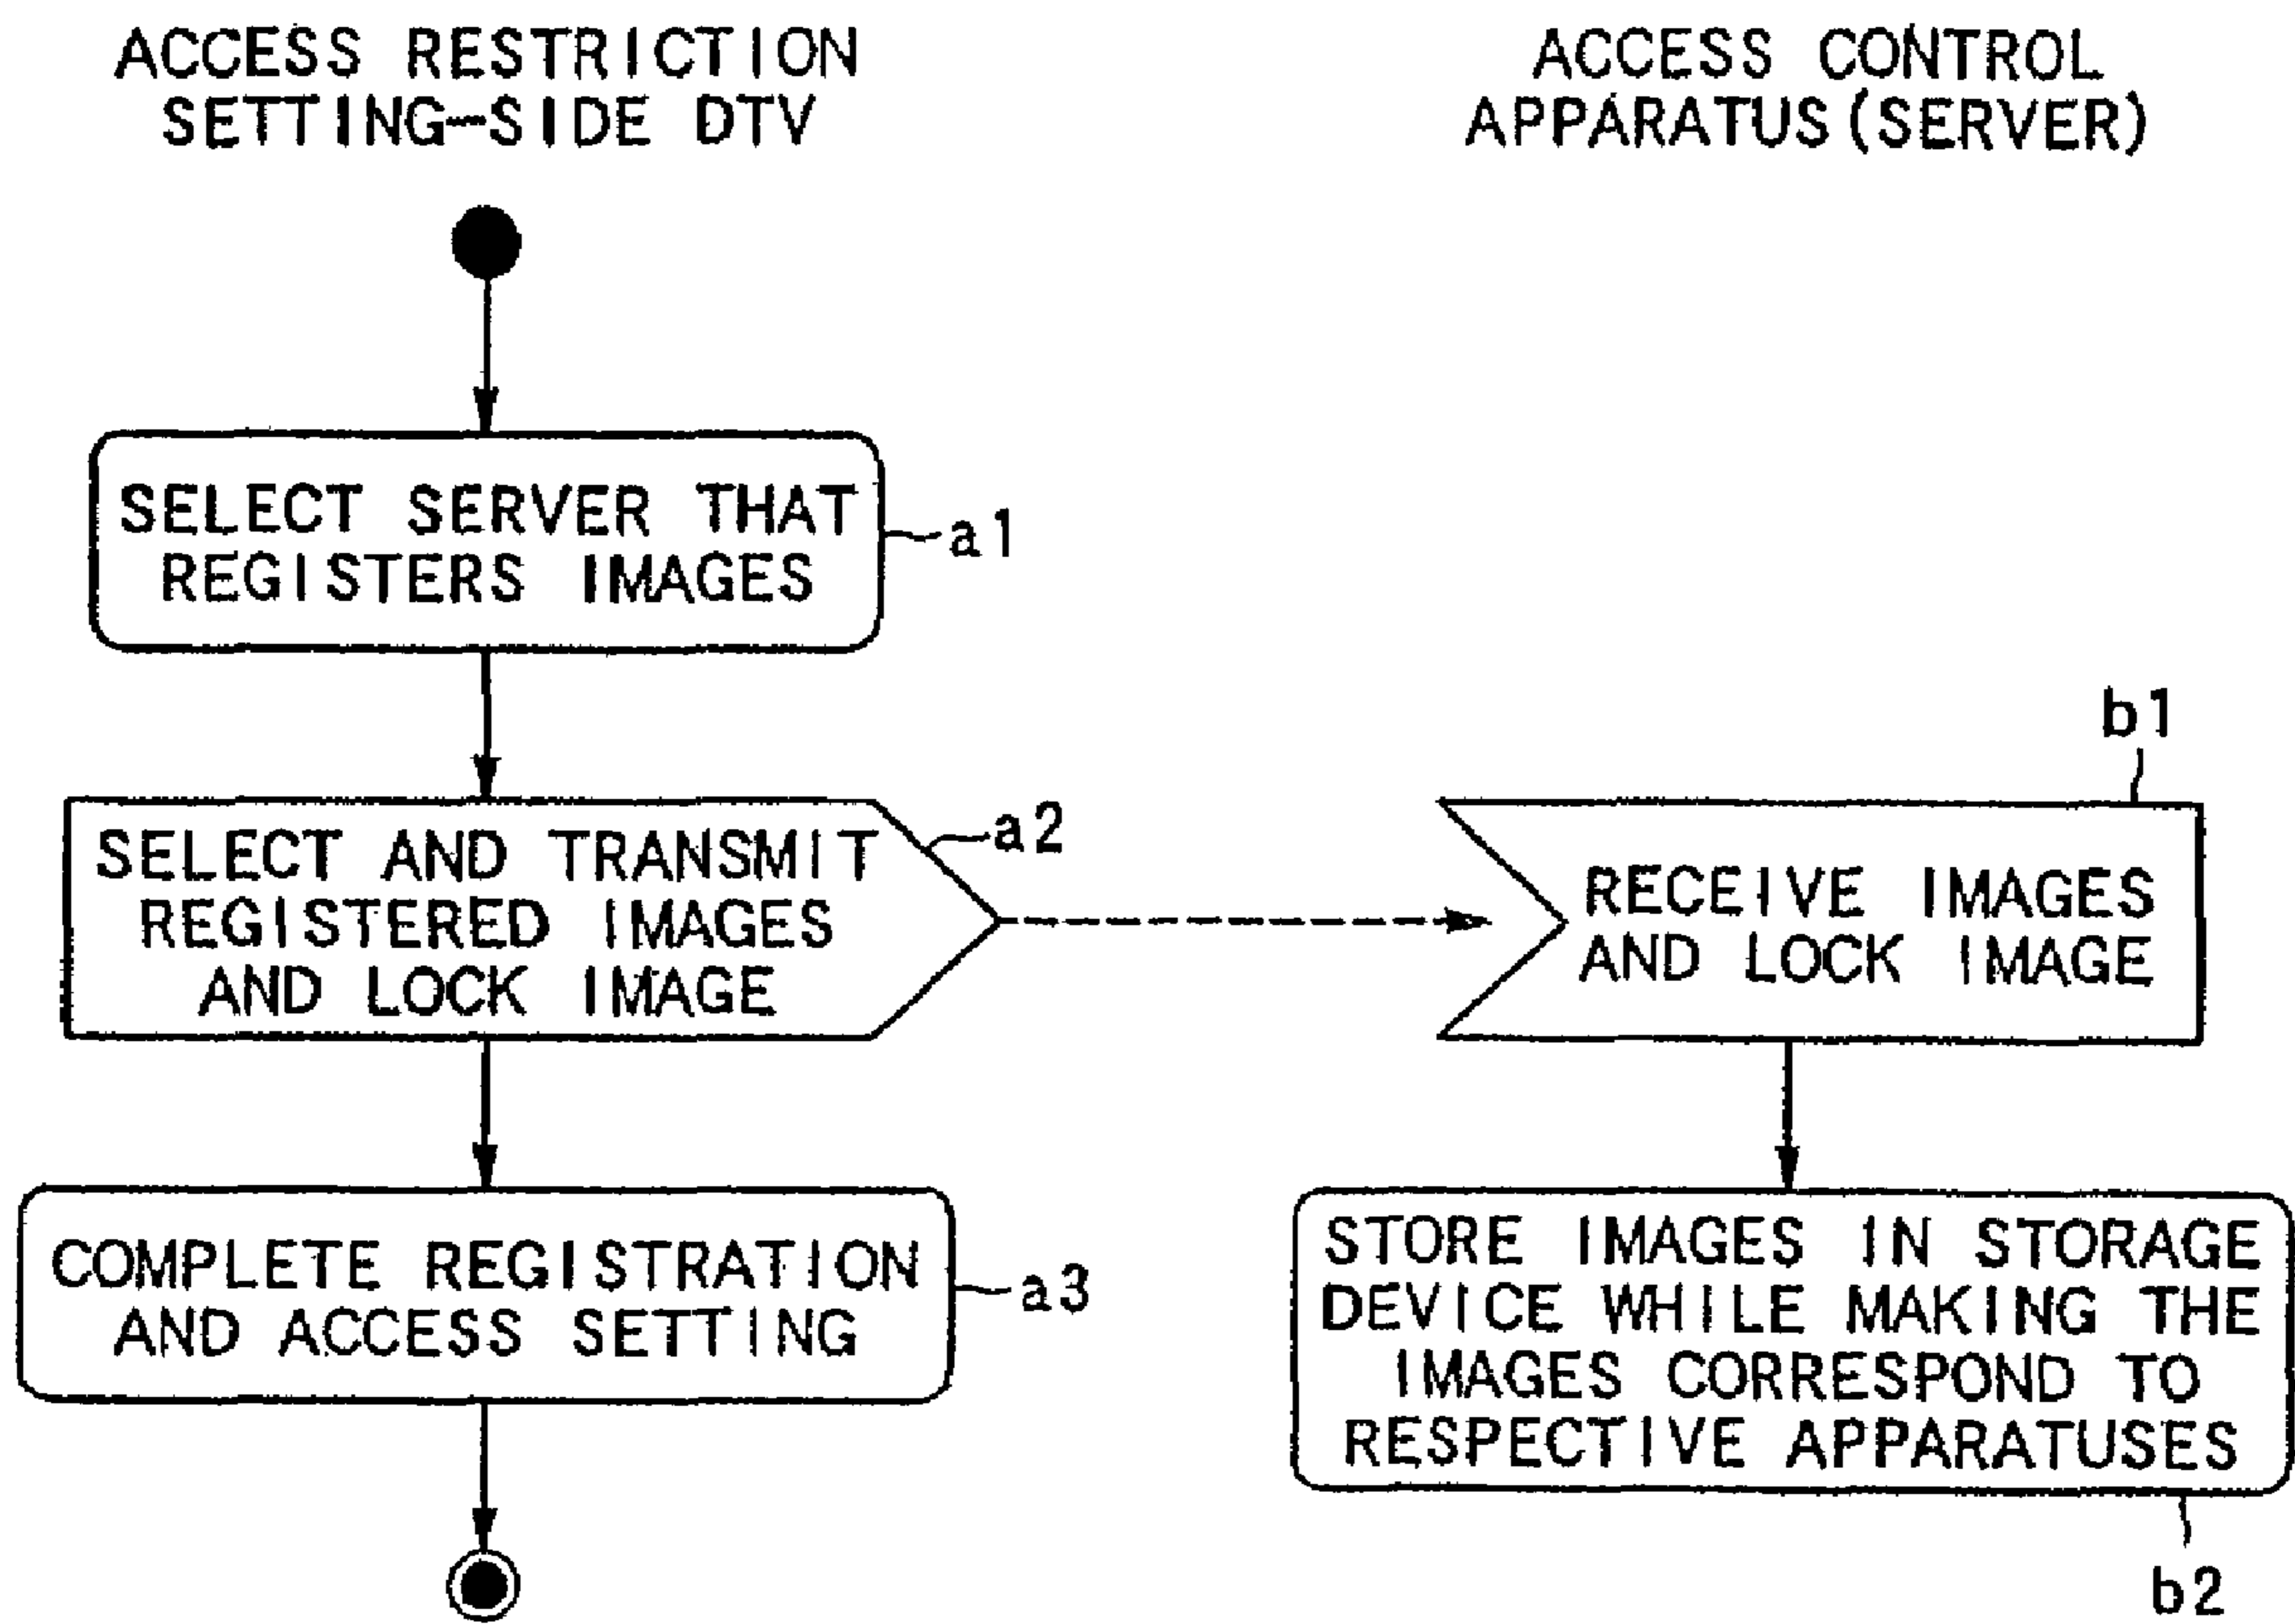 ACCESS RESTRICTION
SETTING-SIDE DTV
ACCESS CONTROL
APPARATUS(SERVER)
SELECT SERVER THAT
REGISTERS IMAGES
a1
SELECT AND TRANSMIT
REGISTERED IMAGES
AND LOCK IMAGE
a2
b1
RECEIVE IMAGES
AND LOCK IMAGE
COMPLETE REGISTRATION
AND ACCESS SETTING
a3
STORE IMAGES IN STORAGE
DEVICE WHILE MAKING THE
IMAGES CORRESPOND TO
RESPECTIVE APPARATUSES
b2